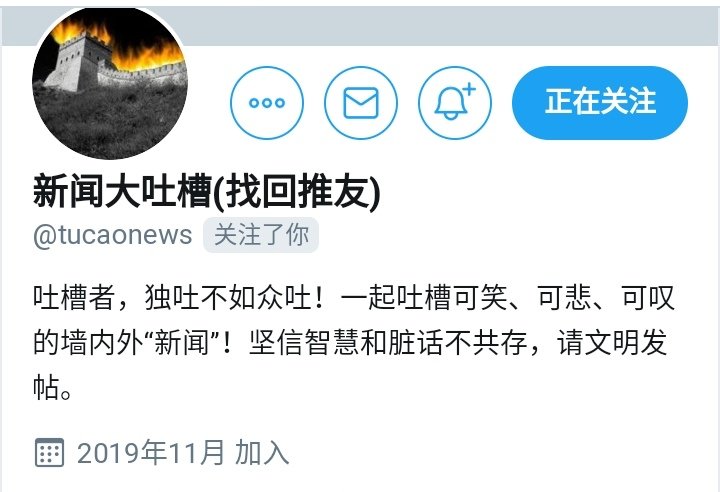 正在关注
新闻大吐槽(找回推友)
@tucaonews 关注了你
吐槽者，独吐不如众吐！一起吐槽可笑、可悲、可叹
的墙内外“新闻”！坚信智慧和脏话不共存，请文明发
帖。
2019年11月 加入